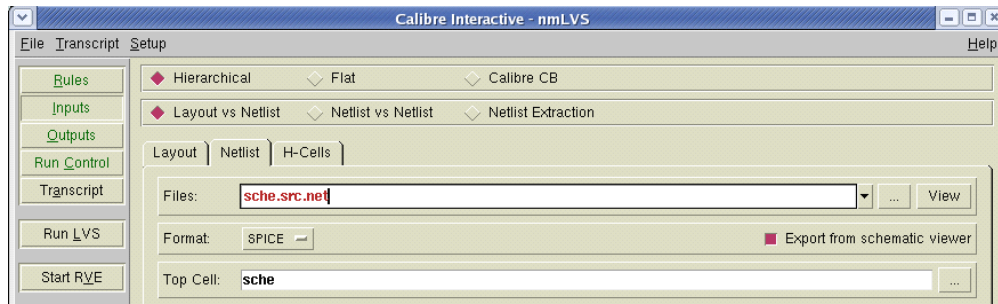 Calibre Interactive - nmLVS
File Transcript Setup Help
Rules
Inputs
Outputs
Run Control
Transcript
Run LVS
Start RVE
Hierarchical Flat Calibre CB
Layout vs Netlist Netlist vs Netlist Netlist Extraction
Layout Netlist H-Cells
Files: sche.src.net ... View
Format: SPICE Export from schematic viewer
Top Cell: sche ...